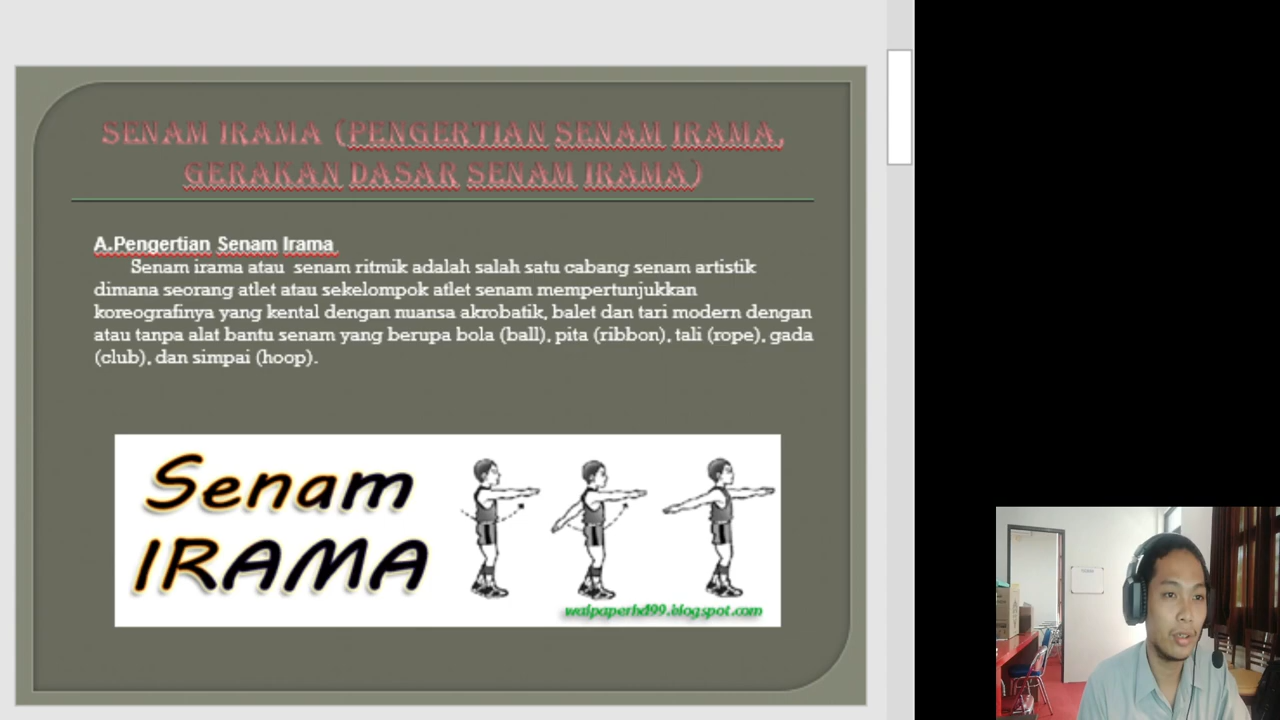 SENAM IRAMA (PENGERTIAN SENAM IRAMA,
GERAKAN DASAR SENAM IRAMA)
A.Pengertian Senam Irama
Senam irama atau senam ritmik adalah salah satu cabang senam artistik
dimana seorang atlet atau sekelompok atlet senam mempertunjukkan
koreografinya yang kental dengan nuansa akrobatik, balet dan tari modern dengan
atau tanpa alat bantu senam yang berupa bola (ball), pita (ribbon), tali (rope), gada
(club), dan simpai (hoop).
Senam
IRAMA
walpaperhd99.blogspot.com